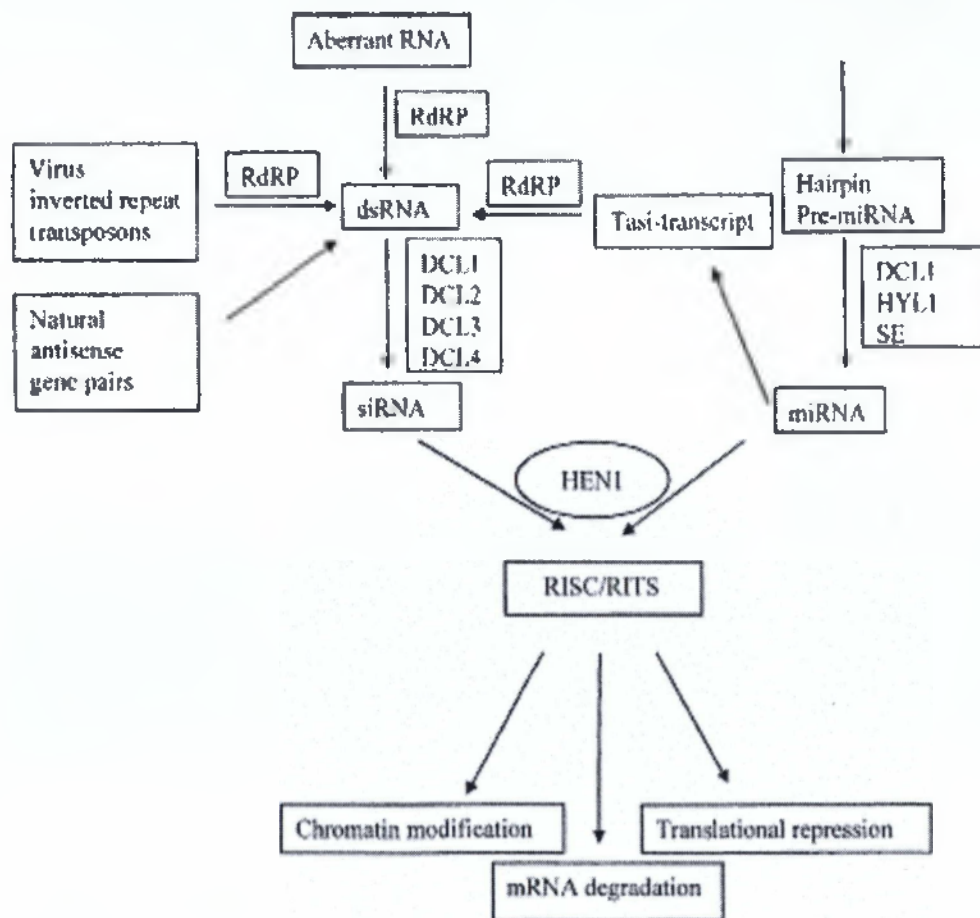 Aberrant RNA
RdRP
Virus
inverted repeat
transposons
RdRP
dsRNA
RdRP
Tasi-transcript
Hairpin
Pre-miRNA
Natural
antisense
gene pairs
DCL1
DCL2
DCL3
DCL4
DCL1
HYL1
SE
siRNA
miRNA
HEN1
RISC/RITS
Chromatin modification
Translational repression
mRNA degradation